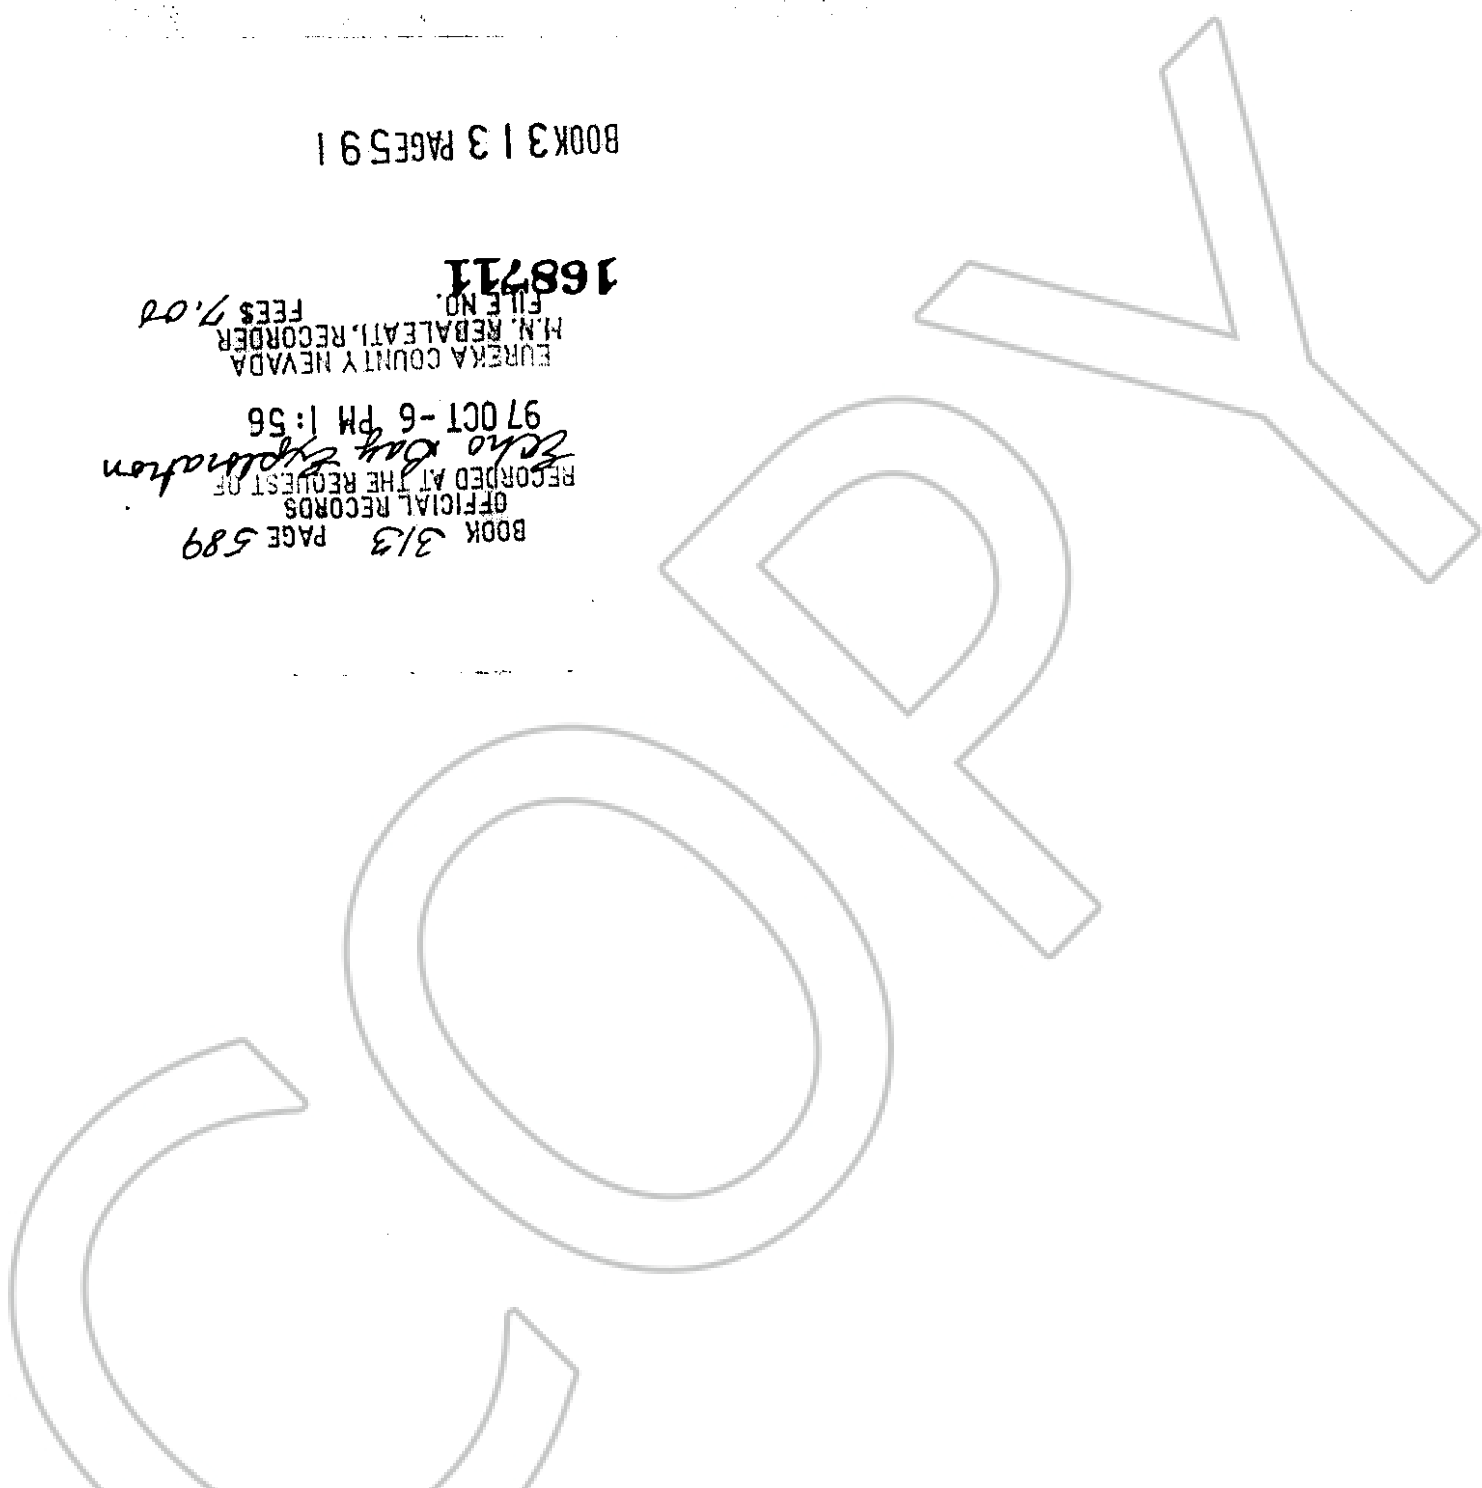 BOOK 313 PAGE 589
OFFICIAL RECORDS
RECORDED AT THE REQUEST OF
Echo Bay Exploration
97 OCT -6 PM 1:56
EUREKA COUNTY NEVADA
M.N. REBALEATI, RECORDER
FILE NO. FEE$ 7.00
168711
BOOK 313 PAGE 591
COPY